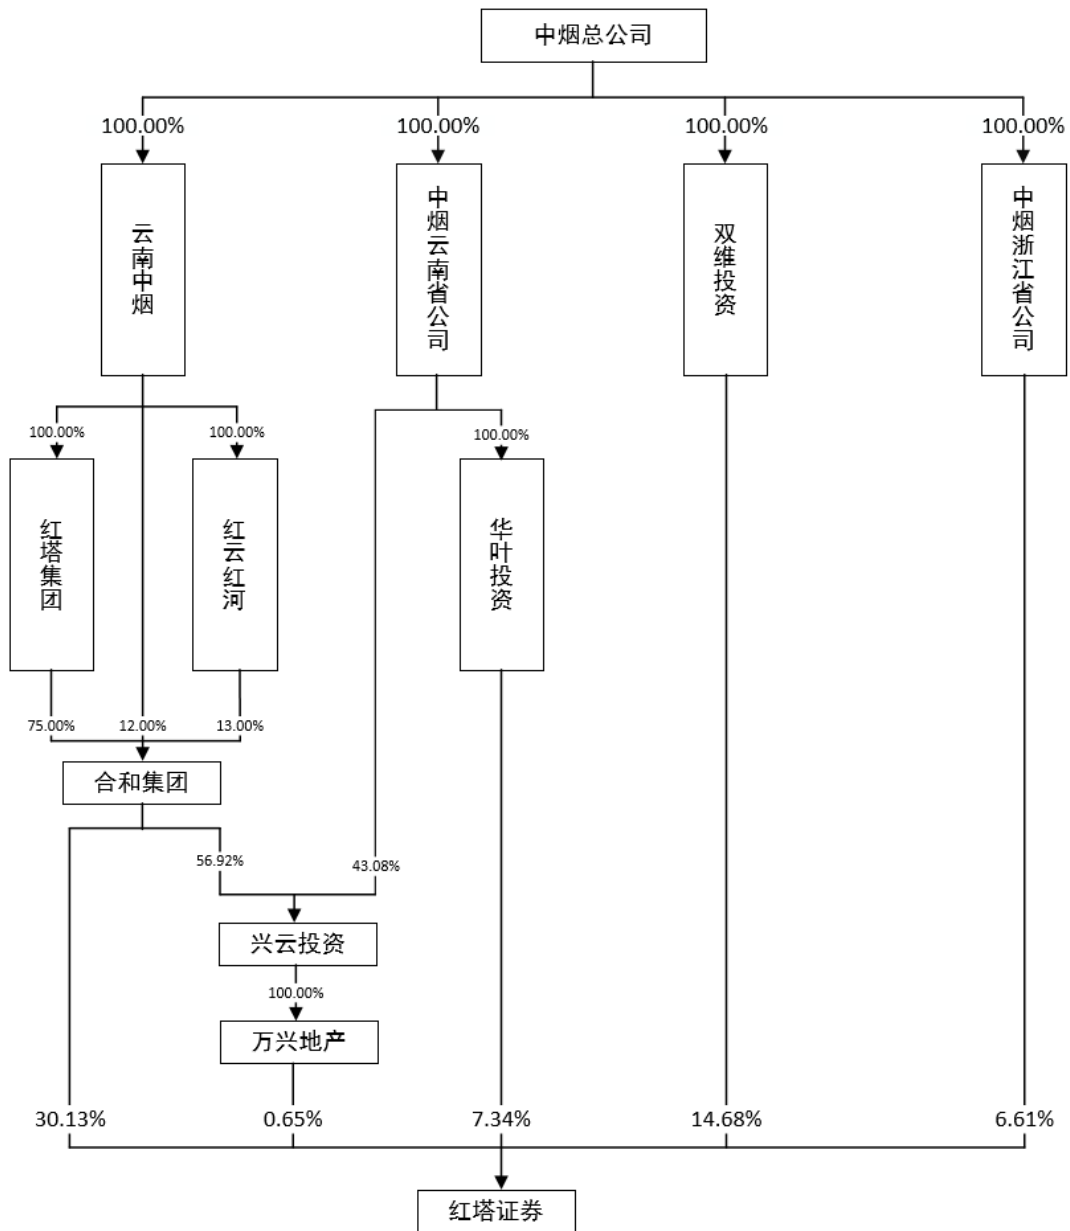 中烟总公司
100.00%
100.00%
100.00%
100.00%
云南中烟
中烟云南省公司
双维投资
中烟浙江省公司
100.00%
100.00%
100.00%
红塔集团
红云红河
华叶投资
75.00%
12.00%
13.00%
合和集团
56.92%
43.08%
兴云投资
100.00%
万兴地产
30.13%
0.65%
7.34%
14.68%
6.61%
红塔证券